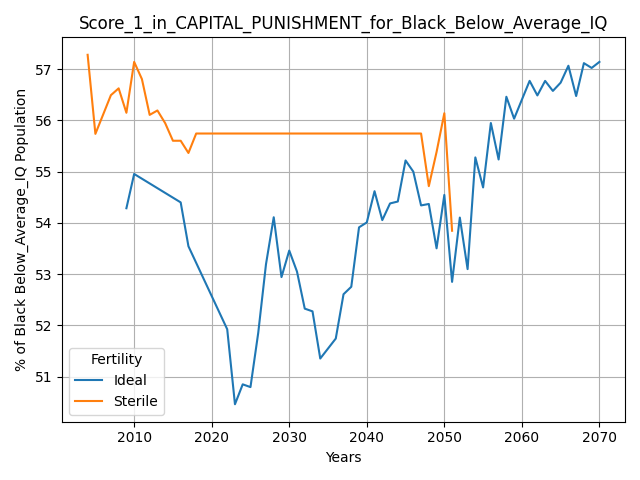 Score_1_in_CAPITAL_PUNISHMENT_for_Black_Below_Average_IQ
% of Black Below_Average_IQ Population
57
56
55
54
53
52
51
Fertility
Ideal
Sterile
2010 2020 2030 2040 2050 2060 2070
Years